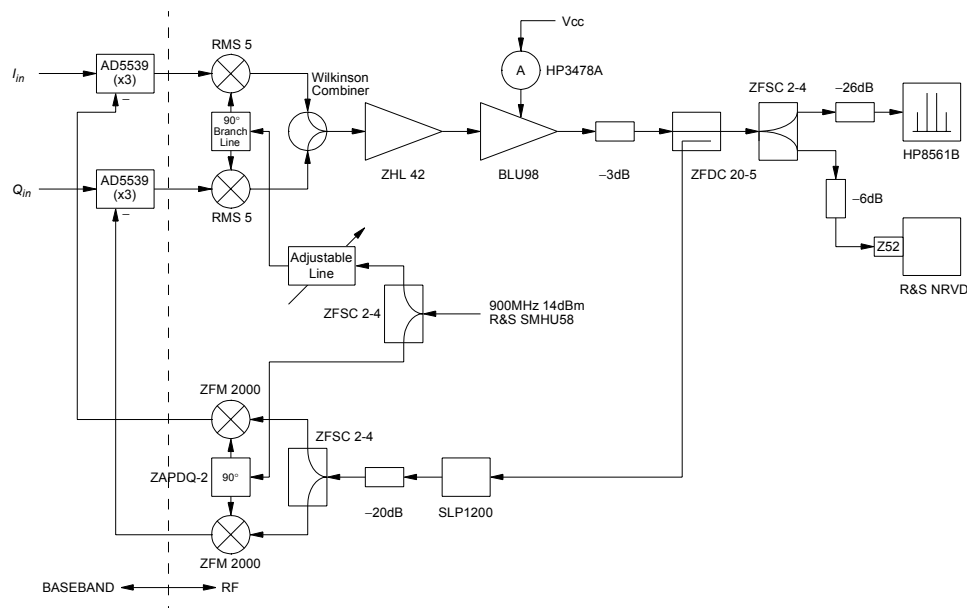 Vcc
RMS 5
A
HP3478A
Iin
AD5539
(x3)
−
Wilkinson
Combiner
ZFSC 2-4
−26dB
HP8561B
90°
Branch
Line
ZHL 42
BLU98
−3dB
ZFDC 20-5
Qin
AD5539
(x3)
−
RMS 5
−6dB
Z52
R&S NRVD
Adjustable
Line
ZFSC 2-4
900MHz 14dBm
R&S SMHU58
ZFM 2000
ZFSC 2-4
ZAPDQ-2
90°
−20dB
SLP1200
ZFM 2000
BASEBAND
RF